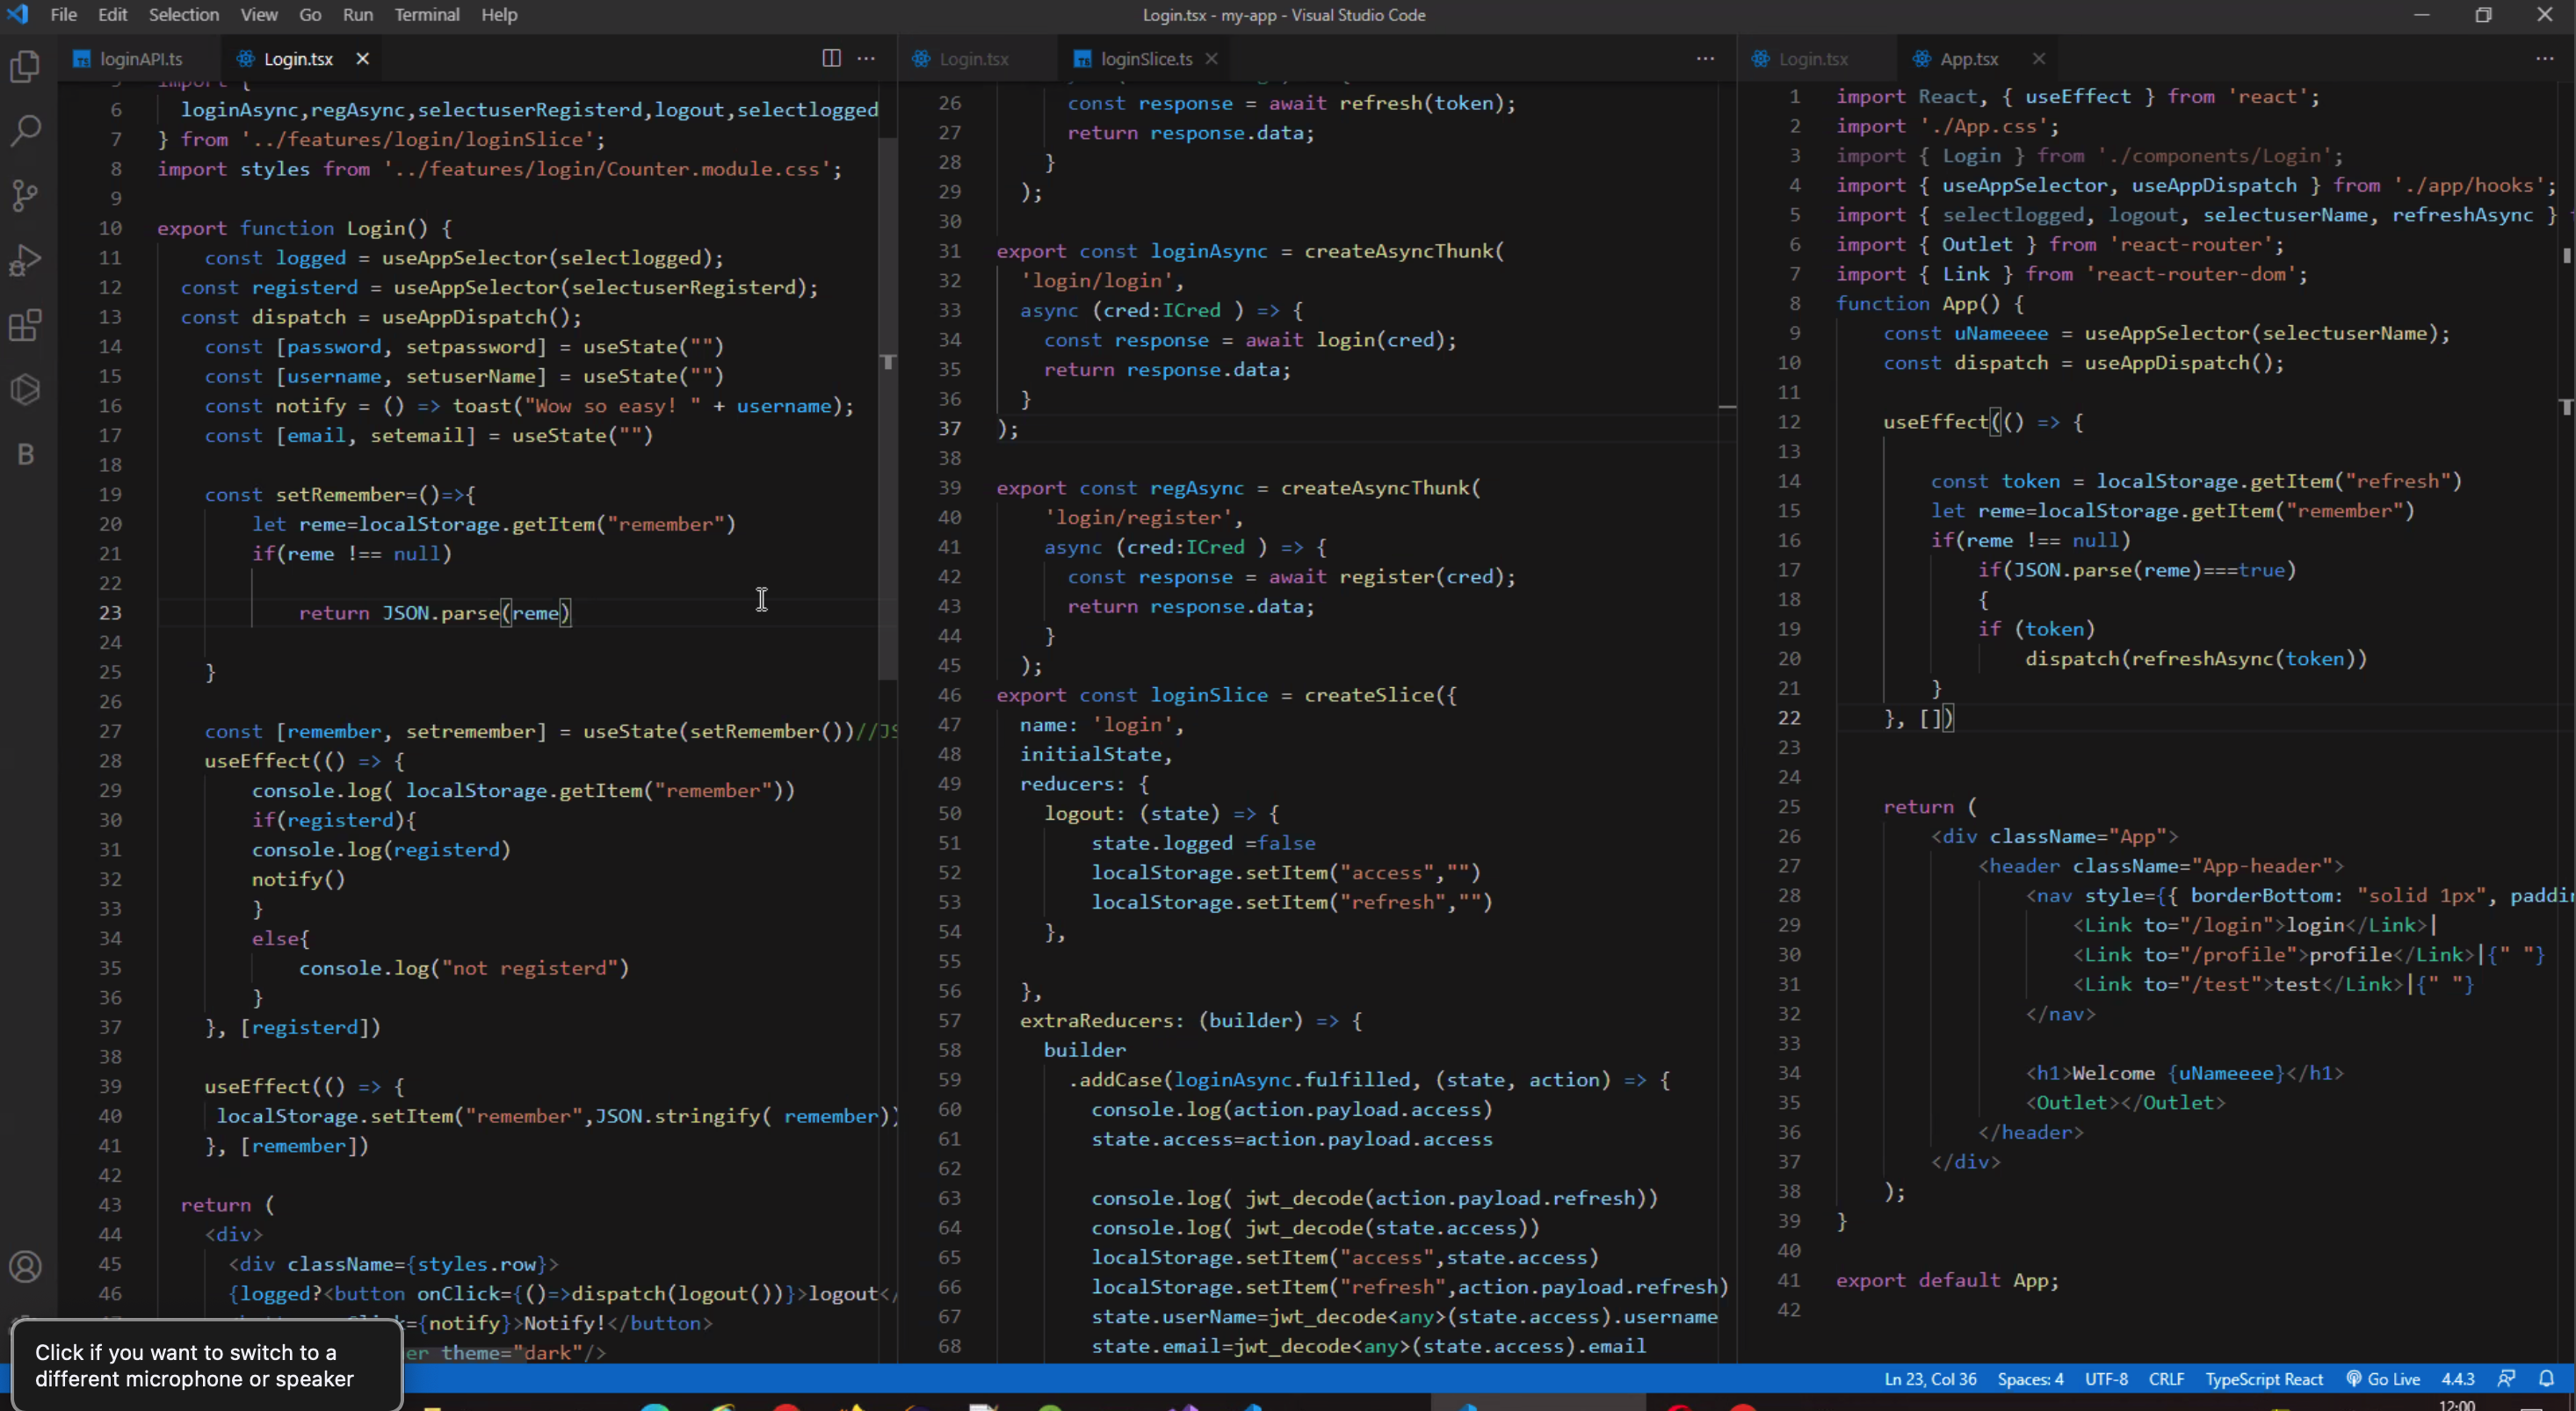 File Edit Selection View Go Run Terminal Help
Login.tsx - my-app - Visual Studio Code
loginAPI.ts
Login.tsx
5 import {
6 loginAsync,regAsync,selectuserRegisterd,logout,selectlogged
7 } from '../features/login/loginSlice';
8 import styles from '../features/login/Counter.module.css';
9
10 export function Login() {
11 const logged = useAppSelector(selectlogged);
12 const registerd = useAppSelector(selectuserRegisterd);
13 const dispatch = useAppDispatch();
14 const [password, setpassword] = useState("")
15 const [username, setuserName] = useState("")
16 const notify = () => toast("Wow so easy! " + username);
17 const [email, setemail] = useState("")
18
19 const setRemember=()=>{
20 let reme=localStorage.getItem("remember")
21 if(reme !== null)
22
23 return JSON.parse(reme)
24
25 }
26
27 const [remember, setremember] = useState(setRemember())//JS
28 useEffect(() => {
29 console.log( localStorage.getItem("remember"))
30 if(registerd){
31 console.log(registerd)
32 notify()
33 }
34 else{
35 console.log("not registerd")
36 }
37 }, [registerd])
38
39 useEffect(() => {
40 localStorage.setItem("remember",JSON.stringify( remember))
41 }, [remember])
42
43 return (
44 <div>
45 <div className={styles.row}>
46 {logged?<button onClick={()=>dispatch(logout())}>logout</
={notify}>Notify!</button>
er theme="dark"/>
Login.tsx
loginSlice.ts
26 const response = await refresh(token);
27 return response.data;
28 }
29 );
30
31 export const loginAsync = createAsyncThunk(
32 'login/login',
33 async (cred:ICred ) => {
34 const response = await login(cred);
35 return response.data;
36 }
37 );
38
39 export const regAsync = createAsyncThunk(
40 'login/register',
41 async (cred:ICred ) => {
42 const response = await register(cred);
43 return response.data;
44 }
45 );
46 export const loginSlice = createSlice({
47 name: 'login',
48 initialState,
49 reducers: {
50 logout: (state) => {
51 state.logged =false
52 localStorage.setItem("access","")
53 localStorage.setItem("refresh","")
54 },
55
56 },
57 extraReducers: (builder) => {
58 builder
59 .addCase(loginAsync.fulfilled, (state, action) => {
60 console.log(action.payload.access)
61 state.access=action.payload.access
62
63 console.log( jwt_decode(action.payload.refresh))
64 console.log( jwt_decode(state.access))
65 localStorage.setItem("access",state.access)
66 localStorage.setItem("refresh",action.payload.refresh)
67 state.userName=jwt_decode<any>(state.access).username
68 state.email=jwt_decode<any>(state.access).email
Login.tsx
App.tsx
1 import React, { useEffect } from 'react';
2 import './App.css';
3 import { Login } from './components/Login';
4 import { useAppSelector, useAppDispatch } from './app/hooks';
5 import { selectlogged, logout, selectuserName, refreshAsync }
6 import { Outlet } from 'react-router';
7 import { Link } from 'react-router-dom';
8 function App() {
9 const uNameeee = useAppSelector(selectuserName);
10 const dispatch = useAppDispatch();
11
12 useEffect(() => {
13
14 const token = localStorage.getItem("refresh")
15 let reme=localStorage.getItem("remember")
16 if(reme !== null)
17 if(JSON.parse(reme)===true)
18 {
19 if (token)
20 dispatch(refreshAsync(token))
21 }
22 }, [])
23
24
25 return (
26 <div className="App">
27 <header className="App-header">
28 <nav style={{ borderBottom: "solid 1px", paddin
29 <Link to="/login">login</Link>|
30 <Link to="/profile">profile</Link>|{" "}
31 <Link to="/test">test</Link>|{" "}
32 </nav>
33
34 <h1>Welcome {uNameeee}</h1>
35 <Outlet></Outlet>
36 </header>
37 </div>
38 );
39 }
40
41 export default App;
42
B
Click if you want to switch to a
different microphone or speaker
Ln 23, Col 36 Spaces: 4 UTF-8 CRLF TypeScript React Go Live 4.4.3
12:00